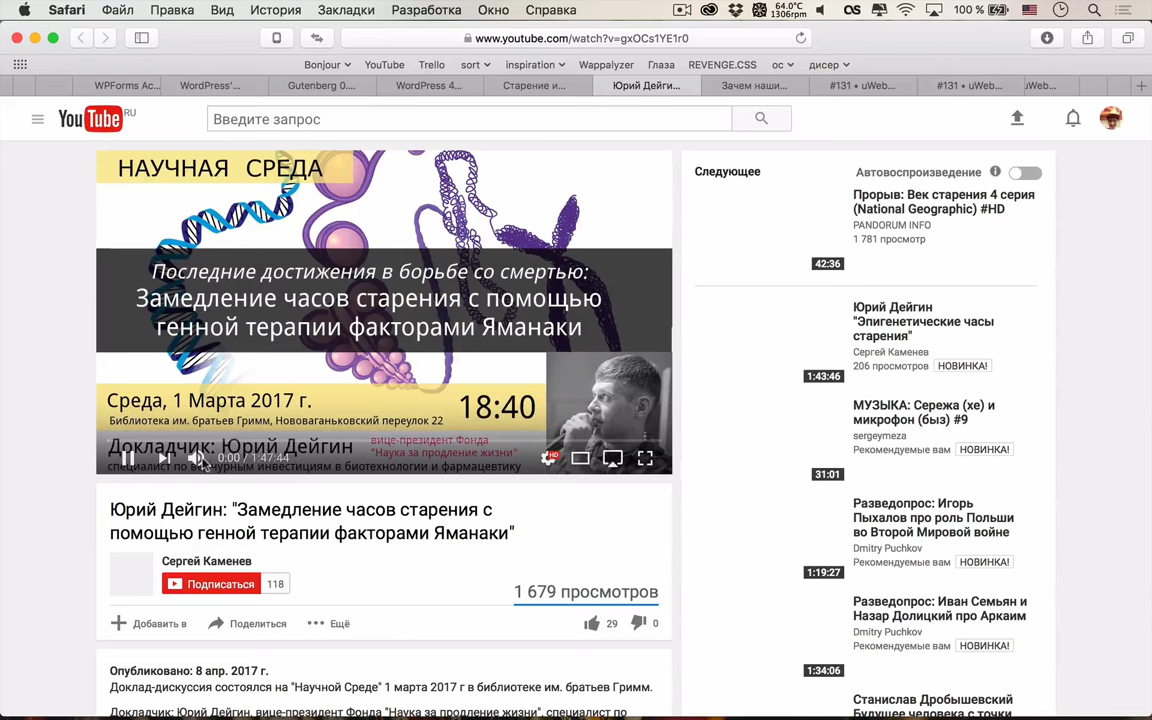 Safari Файл Правка Вид История Закладки Разработка Окно Справка
64.0°C
1306rpm
100 %
www.youtube.com/watch?v=gxOCs1YE1r0
Bonjour YouTube Trello sort inspiration Wappalyzer Глаза REVENGE.CSS ос дисер
WPForms Ac... WordPress'... Gutenberg 0.... WordPress 4... Старение и... Юрий Дейги... Зачем наши... #131 • uWeb... #131 • uWeb... uWeb...
YouTube RU
Введите запрос
НАУЧНАЯ СРЕДА
Последние достижения в борьбе со смертью:
Замедление часов старения с помощью
генной терапии факторами Яманаки
Среда, 1 Марта 2017 г.
18:40
Библиотека им. братьев Гримм, Нововаганьковский переулок 22
Докладчик: Юрий Дейгин
вице-президент Фонда
"Наука за продление жизни"
специалист по венчурным инвестициям в биотехнологии и фармацевтику
0:00 / 1:47:44
HD
Юрий Дейгин: "Замедление часов старения с
помощью генной терапии факторами Яманаки"
Сергей Каменев
Подписаться 118
1 679 просмотров
Добавить в Поделиться Ещё 29 0
Опубликовано: 8 апр. 2017 г.
Доклад-дискуссия состоялся на "Научной Среде" 1 марта 2017 г в библиотеке им. братьев Гримм.
Докладчик: Юрий Дейгин, вице-президент Фонда "Наука за продление жизни", специалист по
Следующее
Автовоспроизведение
Прорыв: Век старения 4 серия
(National Geographic) #HD
PANDORUM INFO
1 781 просмотр
42:36
Юрий Дейгин
"Эпигенетические часы
старения"
Сергей Каменев
206 просмотров НОВИНКА!
1:43:46
МУЗЫКА: Сережа (хе) и
микрофон (быз) #9
sergeymeza
Рекомендуемые вам НОВИНКА!
31:01
Разведопрос: Игорь
Пыхалов про роль Польши
во Второй Мировой войне
Dmitry Puchkov
Рекомендуемые вам НОВИНКА!
1:19:27
Разведопрос: Иван Семьян и
Назар Долицкий про Аркаим
Dmitry Puchkov
Рекомендуемые вам НОВИНКА!
1:34:06
Станислав Дробышевский
Будущее человека с точки